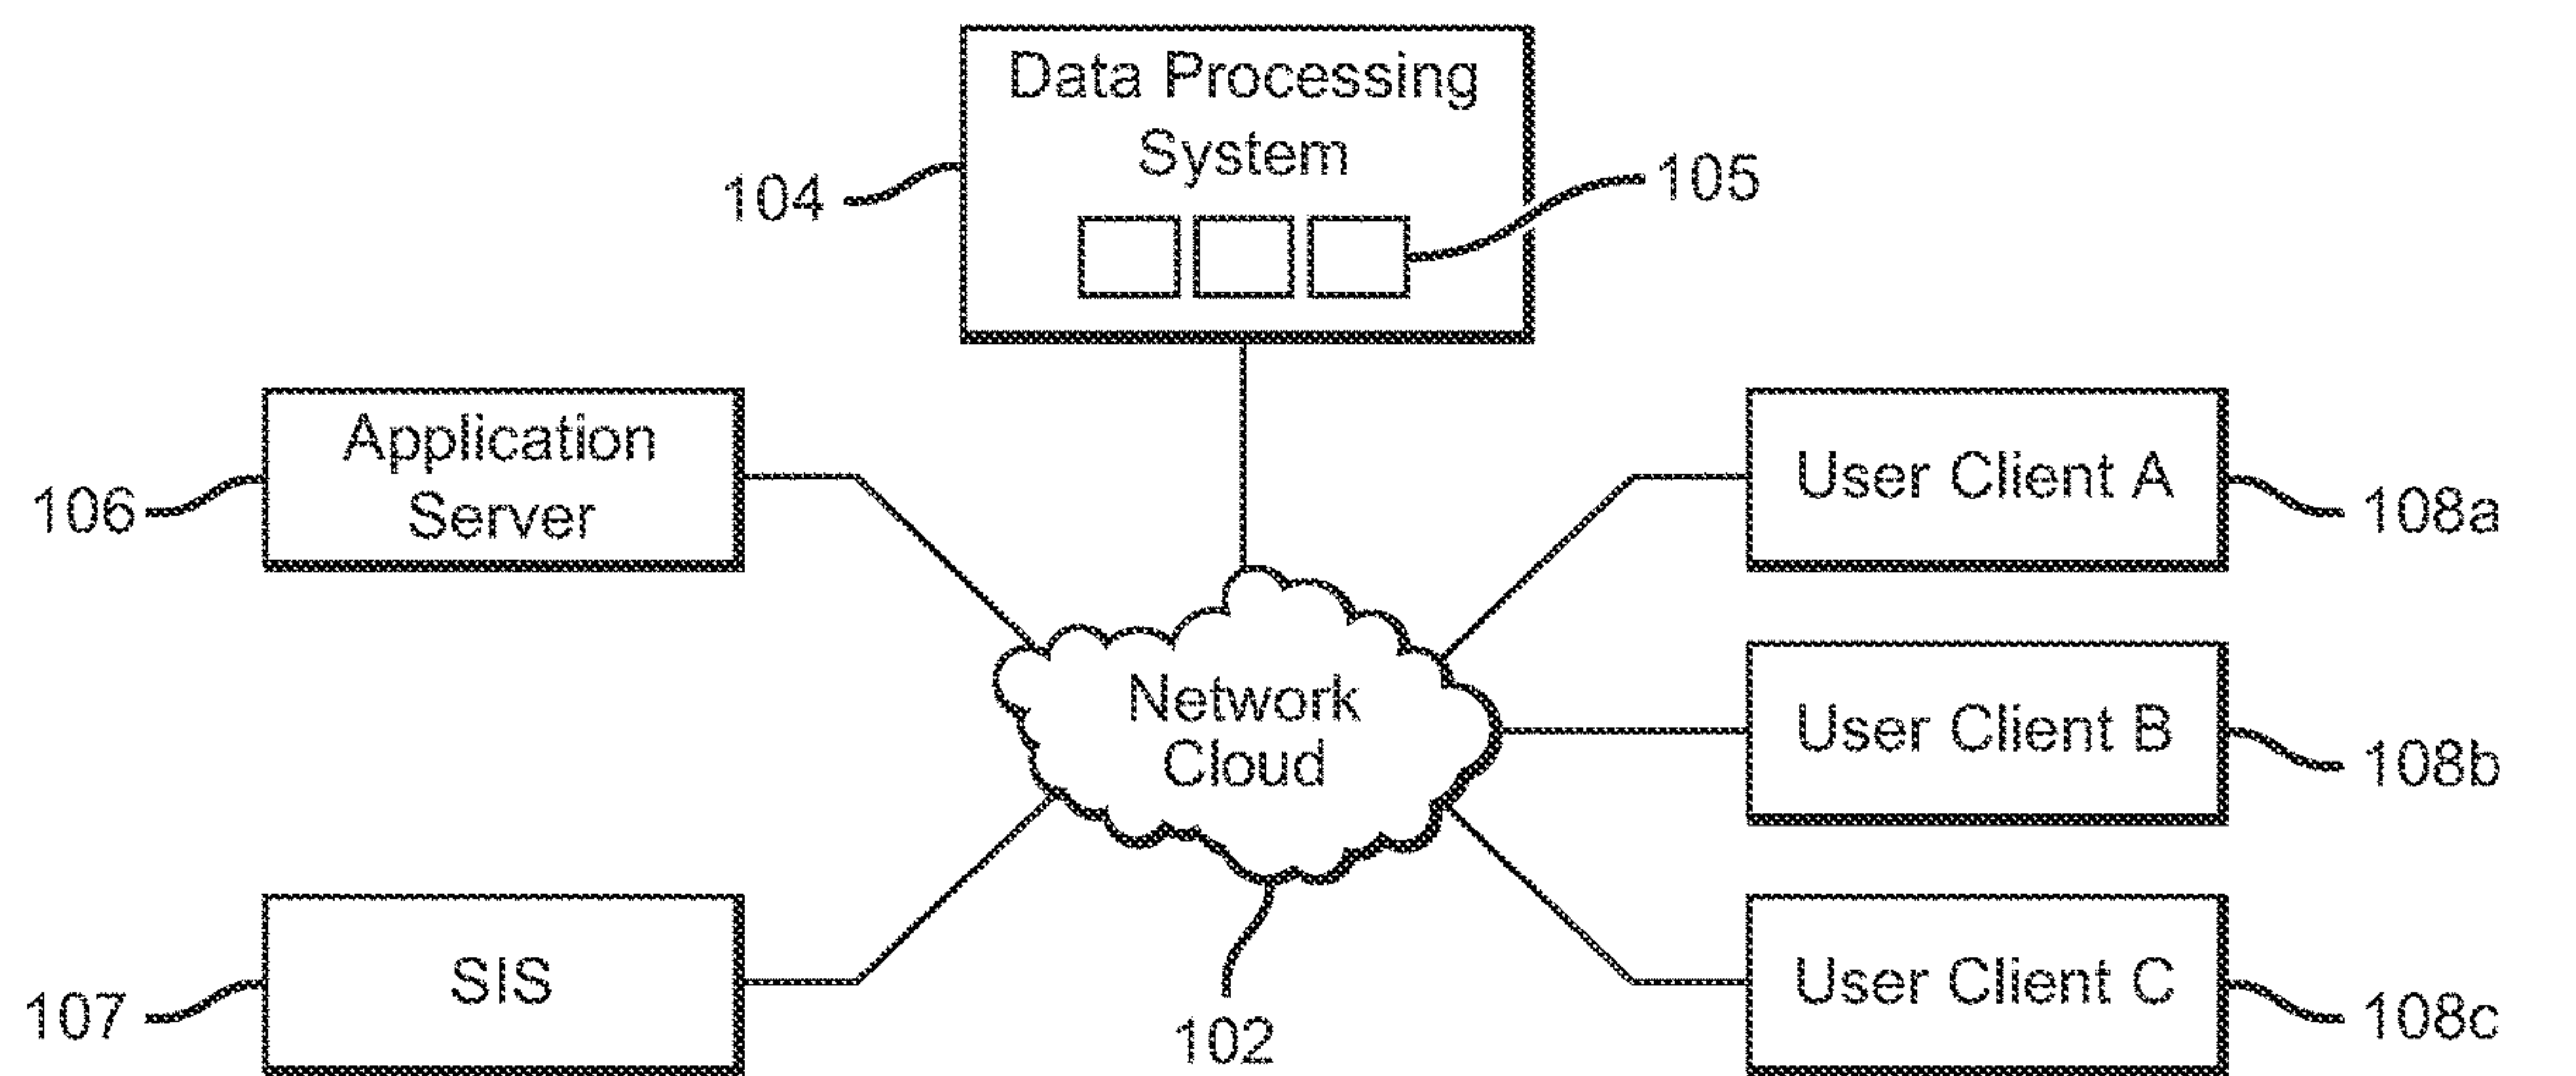 Data Processing
System
104
105
Application
Server
106
User Client A
108a
Network
Cloud
User Client B
108b
SIS
107
User Client C
108c
102